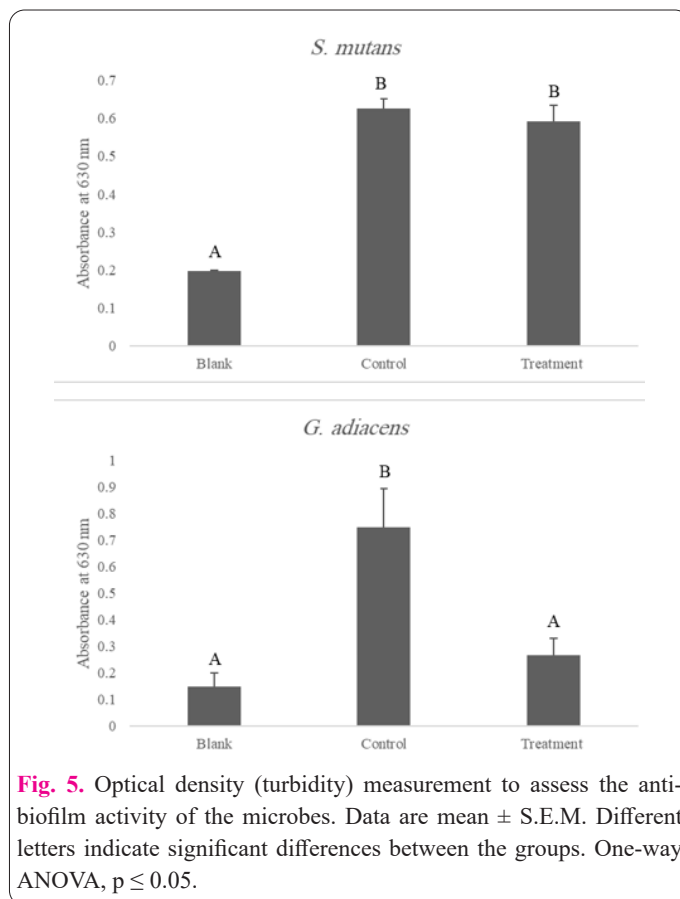 S. mutans
Absorbance at 630 nm
0.7
0.6
0.5
0.4
0.3
0.2
0.1
0
A
B
B
Blank Control Treatment
G. adiacens
Absorbance at 630 nm
1
0.9
0.8
0.7
0.6
0.5
0.4
0.3
0.2
0.1
0
A
B
A
Blank Control Treatment
Fig. 5. Optical density (turbidity) measurement to assess the anti-
biofilm activity of the microbes. Data are mean ± S.E.M. Different
letters indicate significant differences between the groups. One-way
ANOVA, p ≤ 0.05.